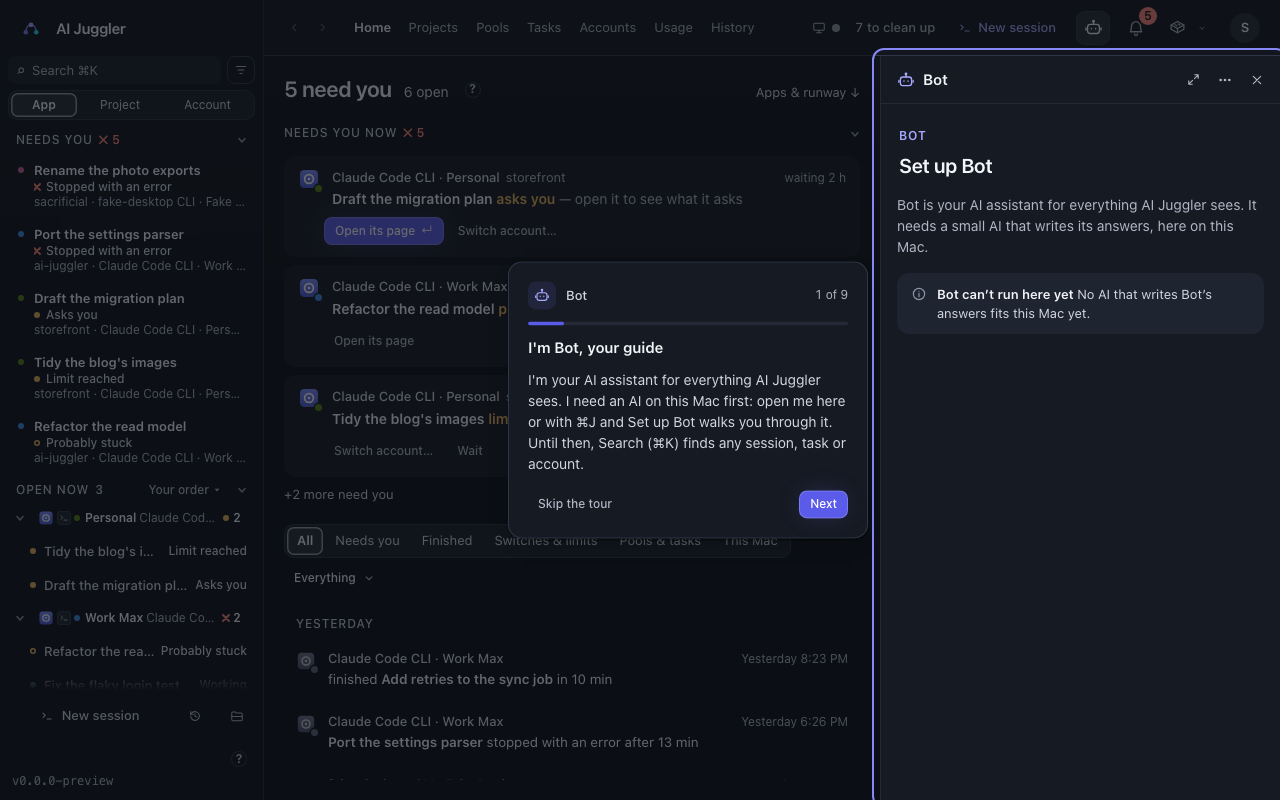 AI Juggler
Search ⌘K
App Project Account
NEEDS YOU 5
Rename the photo exports
Stopped with an error
sacrificial · fake-desktop CLI · Fake ...
Port the settings parser
Stopped with an error
ai-juggler · Claude Code CLI · Work ...
Draft the migration plan
Asks you
storefront · Claude Code CLI · Pers...
Tidy the blog's images
Limit reached
storefront · Claude Code CLI · Pers...
Refactor the read model
Probably stuck
ai-juggler · Claude Code CLI · Work ...
OPEN NOW 3 Your order
Personal Claude Cod... 2
Tidy the blog's i... Limit reached
Draft the migration pl... Asks you
Work Max Claude Co... 2
Refactor the rea... Probably stuck
Fix the flaky login test Working
New session
?
v0.0.0-preview
Home Projects Pools Tasks Accounts Usage History
7 to clean up New session 5 S
5 need you 6 open ? Apps & runway ↓
NEEDS YOU NOW 5
Claude Code CLI · Personal storefront waiting 2 h
Draft the migration plan asks you — open it to see what it asks
Open its page ↵ Switch account...
Claude Code CLI · Work Max
Refactor the read model p
Open its page
Claude Code CLI · Personal s
Tidy the blog's images lim
Switch account... Wait
+2 more need you
All Needs you Finished Switches & limits Pools & tasks This Mac
Everything
YESTERDAY
Claude Code CLI · Work Max Yesterday 8:23 PM
finished Add retries to the sync job in 10 min
Claude Code CLI · Work Max Yesterday 6:26 PM
Port the settings parser stopped with an error after 13 min
Bot 1 of 9
I'm Bot, your guide
I'm your AI assistant for everything AI Juggler
sees. I need an AI on this Mac first: open me here
or with ⌘J and Set up Bot walks you through it.
Until then, Search (⌘K) finds any session, task or
account.
Skip the tour Next
Bot
BOT
Set up Bot
Bot is your AI assistant for everything AI Juggler sees. It
needs a small AI that writes its answers, here on this
Mac.
Bot can’t run here yet No AI that writes Bot’s
answers fits this Mac yet.